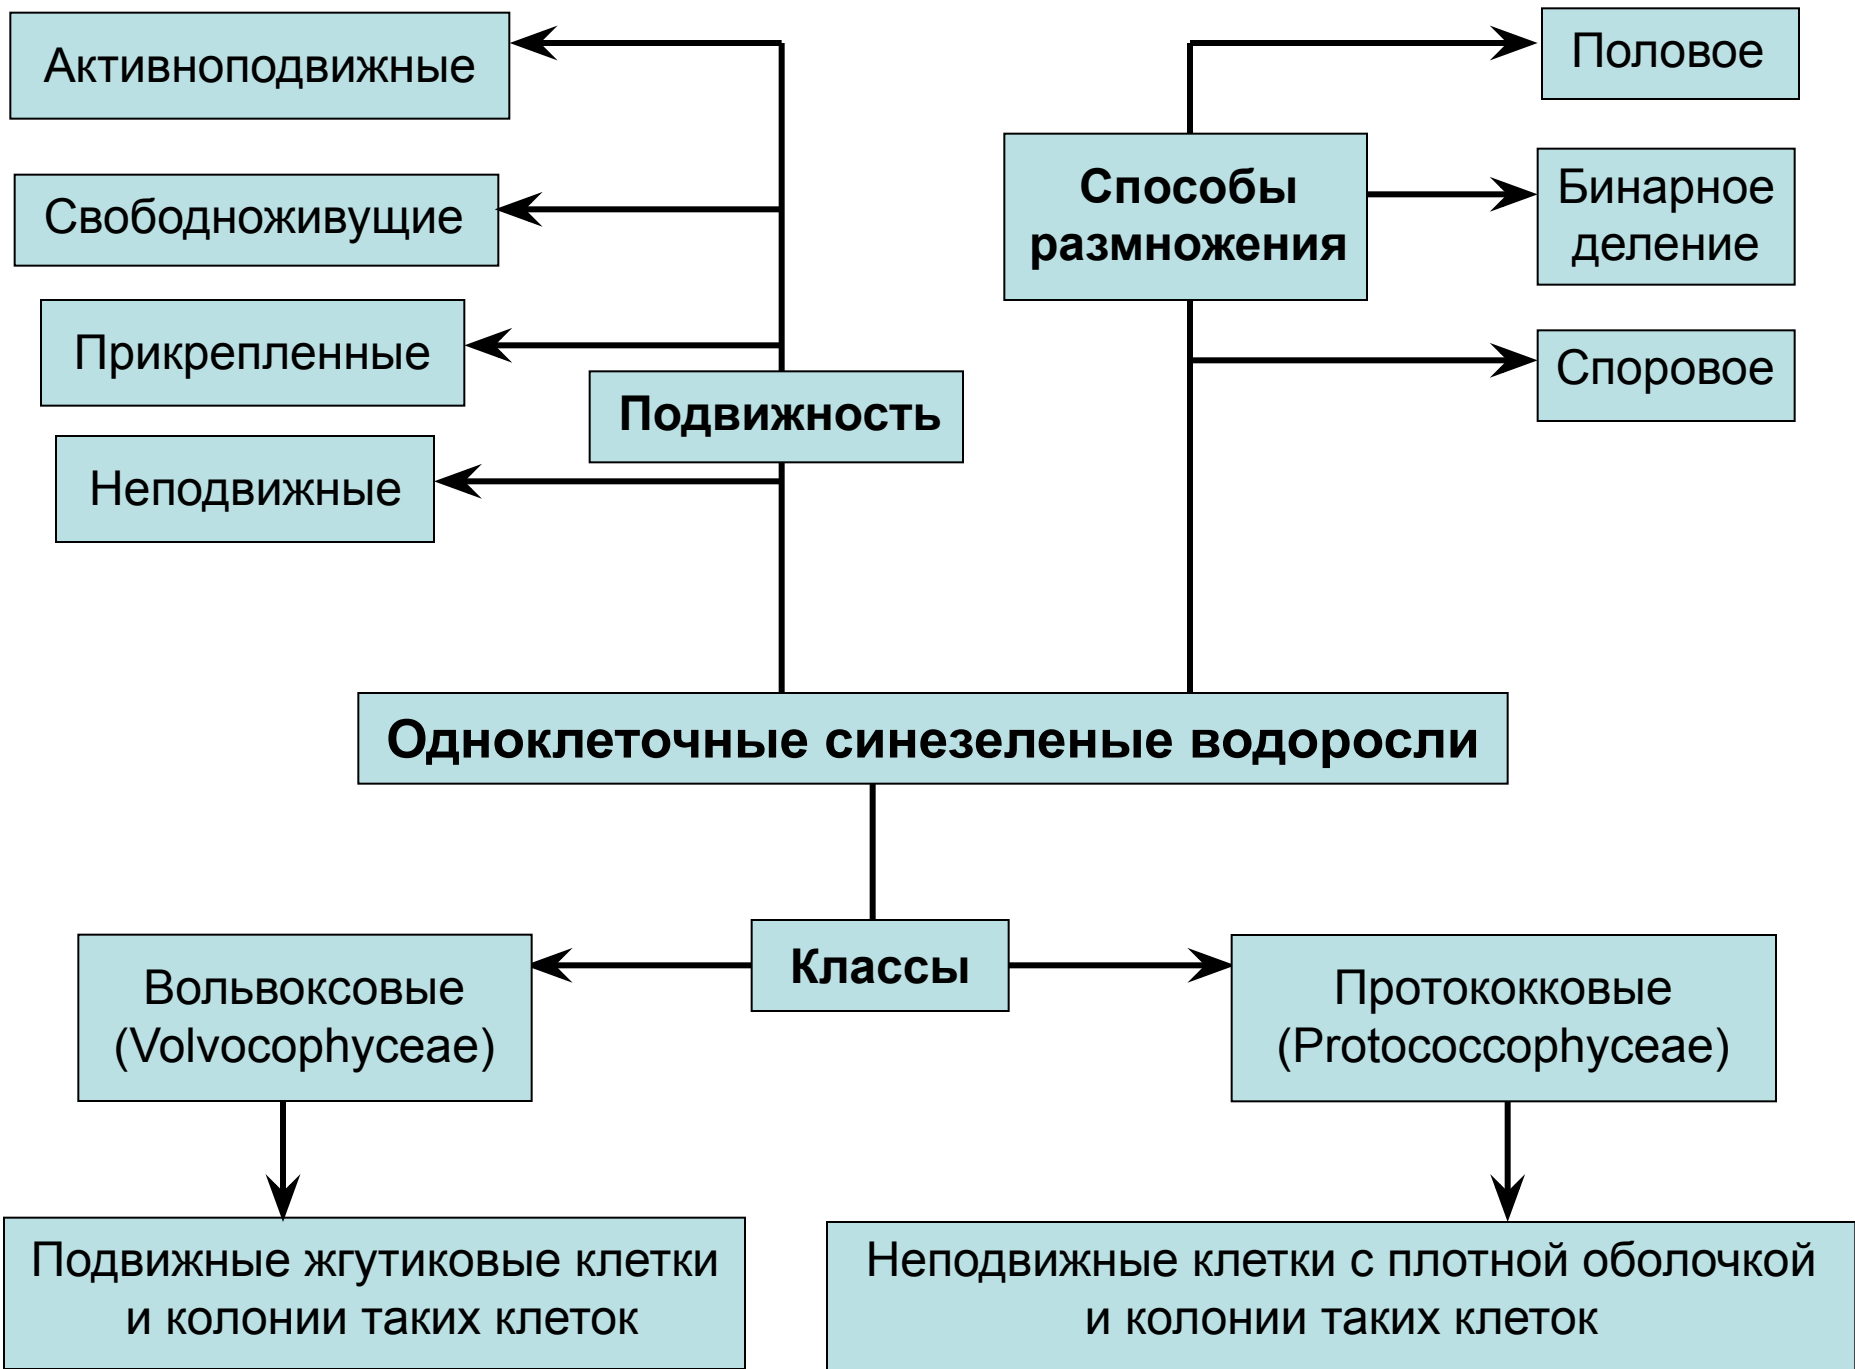 Активноподвижные
Свободноживущие
Прикрепленные
Неподвижные
Подвижность
Способы
размножения
Половое
Бинарное
деление
Споровое
Одноклеточные синезеленые водоросли
Классы
Вольвоксовые
(Volvocophyceae)
Протококковые
(Protococcophyceae)
Подвижные жгутиковые клетки
и колонии таких клеток
Неподвижные клетки с плотной оболочкой
и колонии таких клеток